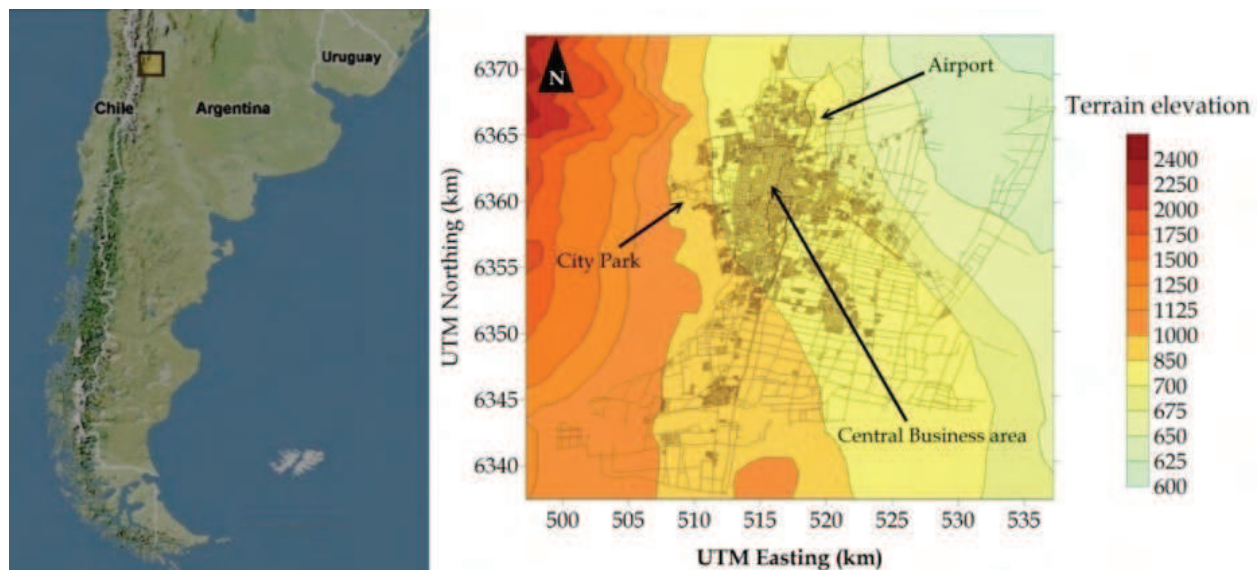 Uruguay
Chile
Argentina
N
Airport
City Park
Central Business area
UTM Northing (km)
6370
6365
6360
6355
6350
6345
6340
500
505
510
515
520
525
530
535
UTM Easting (km)
Terrain elevation
2400
2250
2000
1750
1500
1125
1000
850
700
675
650
625
600